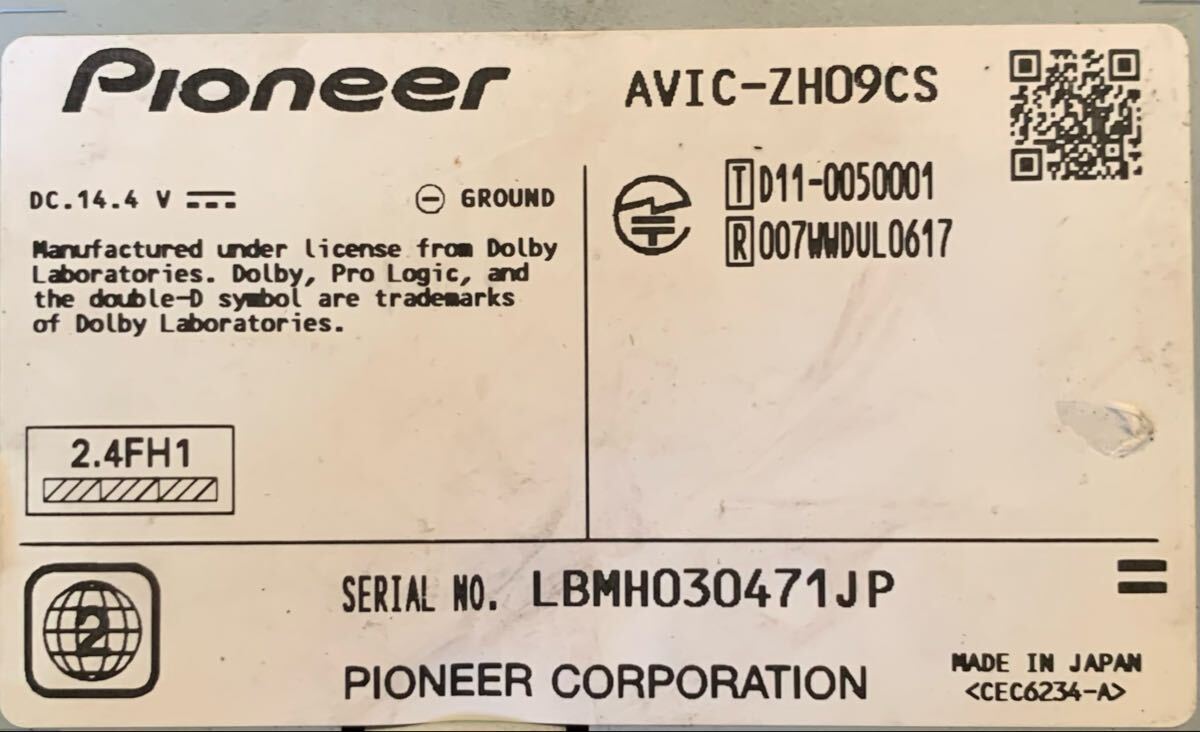 Pioneer
AVIC-ZH09CS
DC.14.4 V
GROUND
T D11-0050001
R 007WWDUL0617
Manufactured under license from Dolby
Laboratories. Dolby, Pro Logic, and
the double-D symbol are trademarks
of Dolby Laboratories.
2.4FH1
2
SERIAL NO. LBMH030471JP
PIONEER CORPORATION
MADE IN JAPAN
<CEC6234-A>